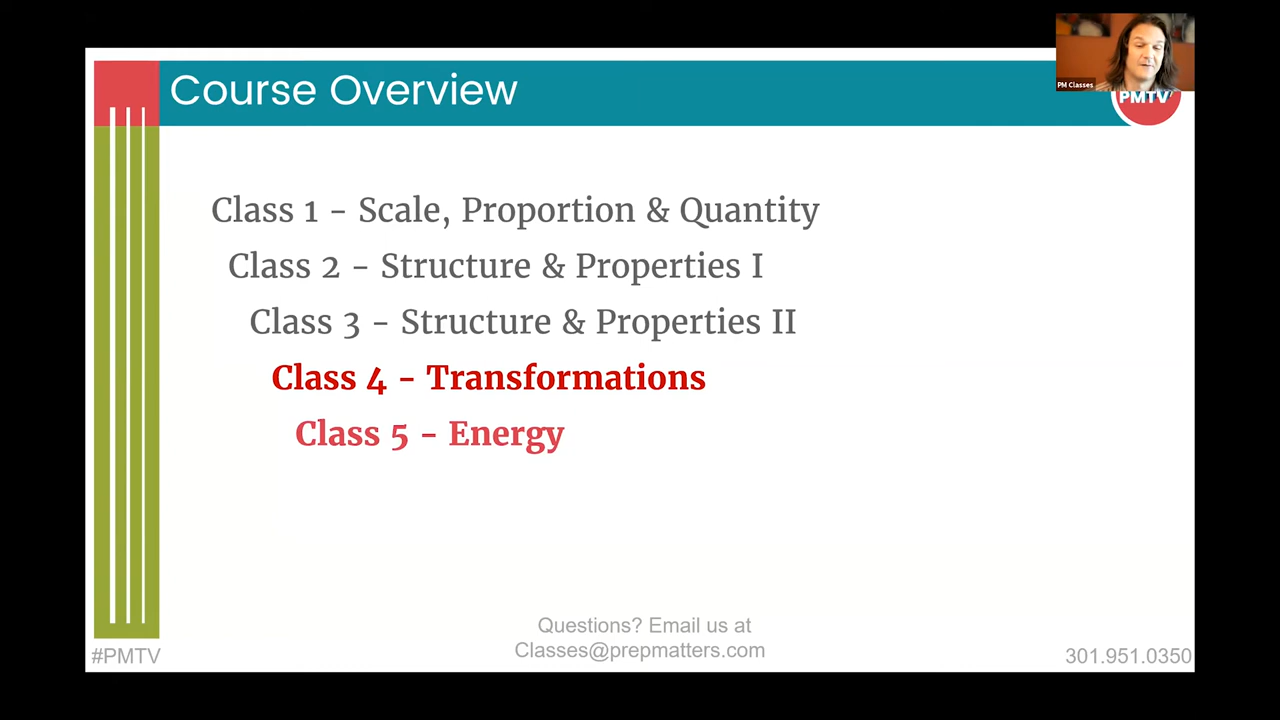 Course Overview
PM Classes
PMTV
Class 1 - Scale, Proportion & Quantity
Class 2 - Structure & Properties I
Class 3 - Structure & Properties II
Class 4 - Transformations
Class 5 - Energy
Questions? Email us at
Classes@prepmatters.com
#PMTV
301.951.0350